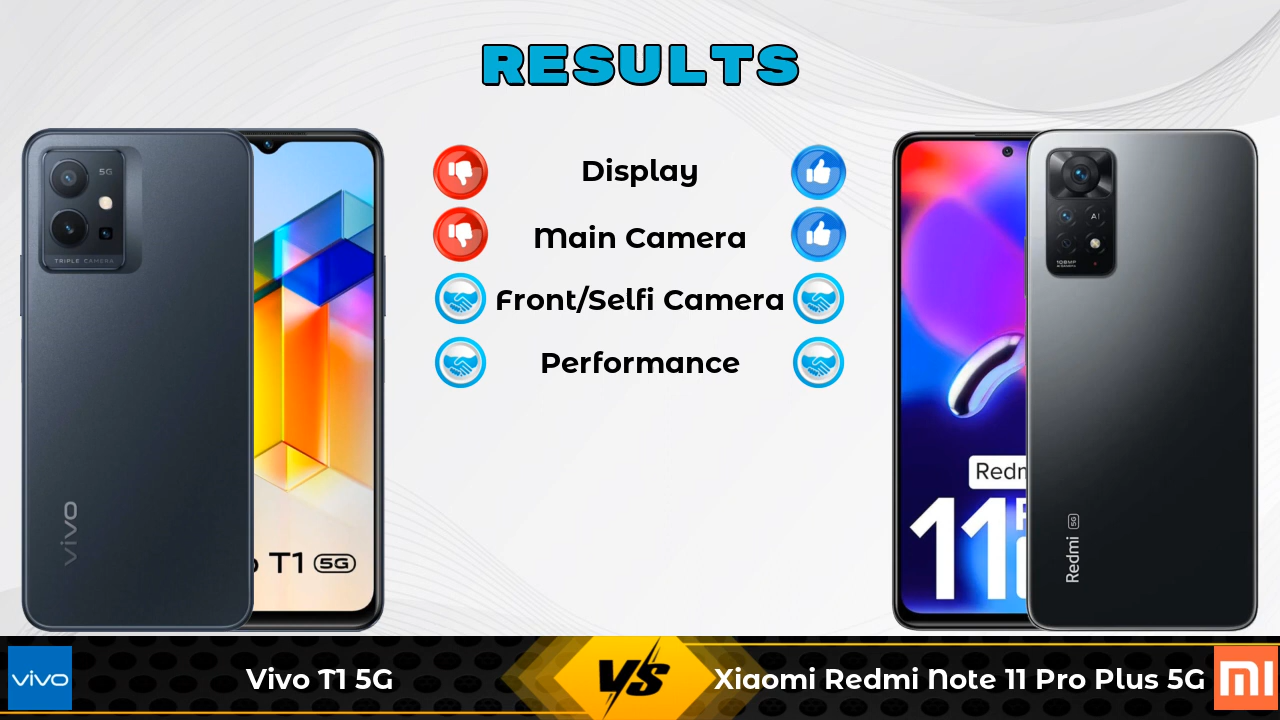 RESULTS
Display
Main Camera
Front/Selfi Camera
Performance
5G
TRIPLE CAMERA
vivo
T1 5G
AI
108MP
Redm
11
Redmi 5G
vivo
Vivo T1 5G
VS
Xiaomi Redmi Note 11 Pro Plus 5G
mi